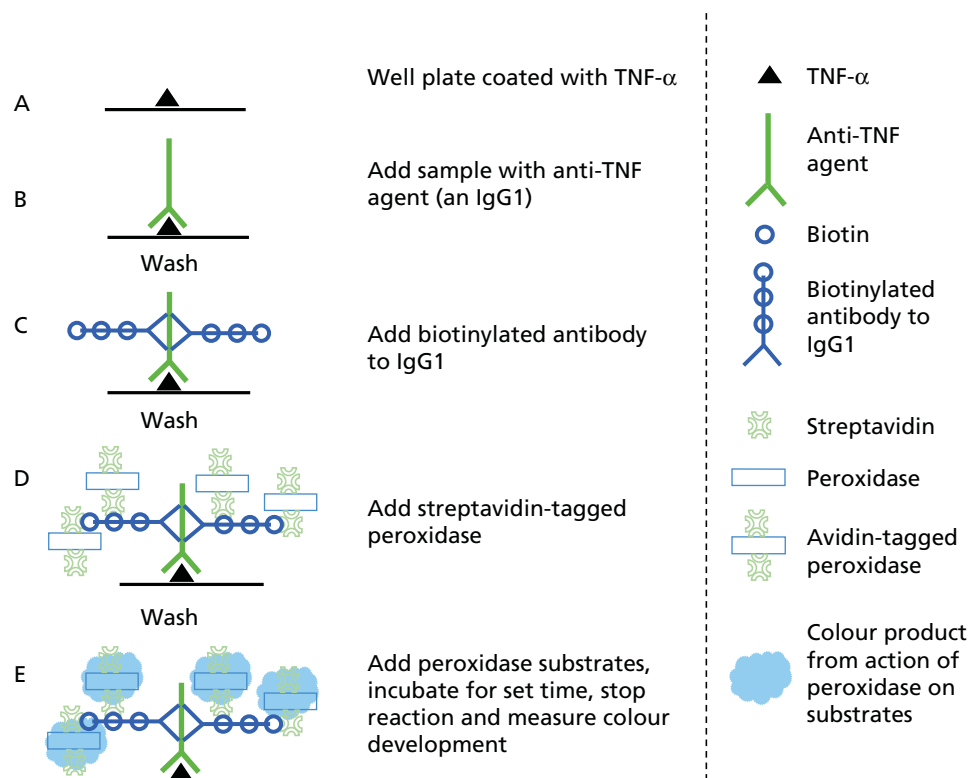 A
Well plate coated with TNF-α
B
Add sample with anti-TNF
agent (an IgG1)
Wash
C
Add biotinylated antibody
to IgG1
Wash
D
Add streptavidin-tagged
peroxidase
Wash
E
Add peroxidase substrates,
incubate for set time, stop
reaction and measure colour
development
TNF-α
Anti-TNF
agent
Biotin
Biotinylated
antibody to
IgG1
Streptavidin
Peroxidase
Avidin-tagged
peroxidase
Colour product
from action of
peroxidase on
substrates